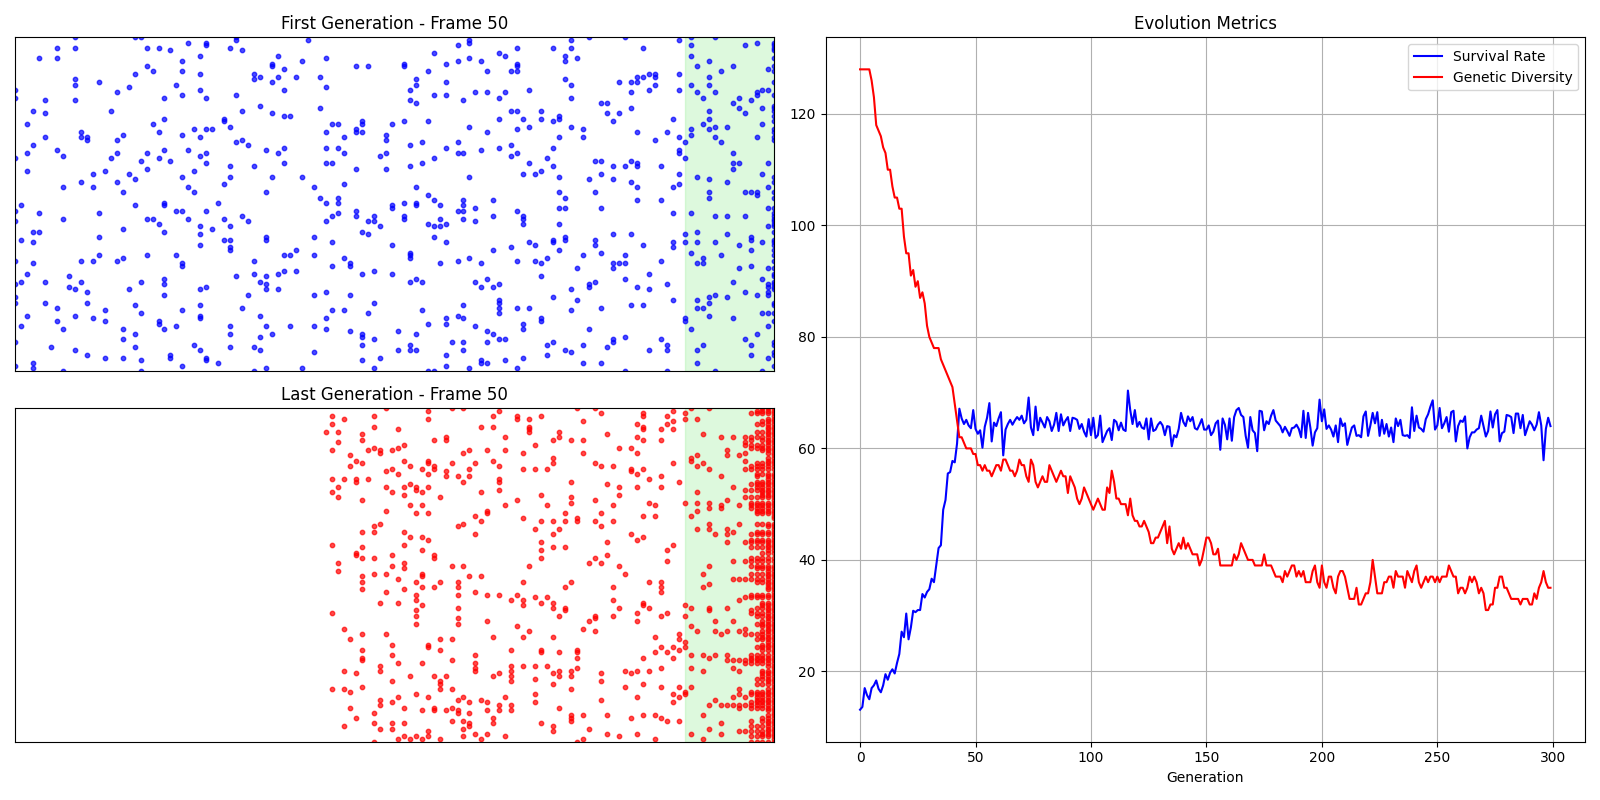 First Generation - Frame 50
Last Generation - Frame 50
Evolution Metrics
Survival Rate
Genetic Diversity
120
100
80
60
40
20
0 50 100 150 200 250 300
Generation